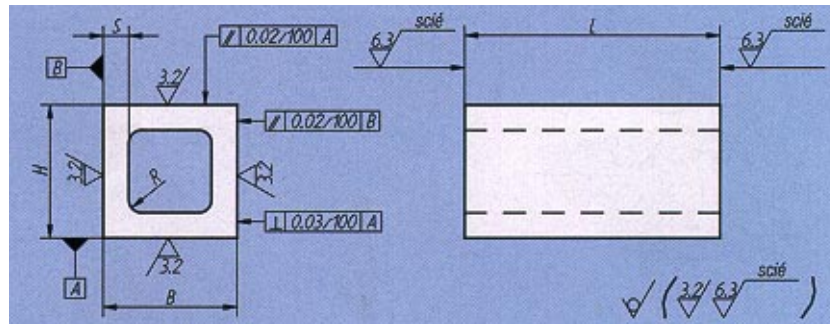 S
// 0.02/100 A
B
3.2
// 0.02/100 B
H
3.2
R
3.2
⊥ 0.03/100 A
3.2
A
B
scié
6.3
l
scié
6.3
( 3.2 6.3 scié )